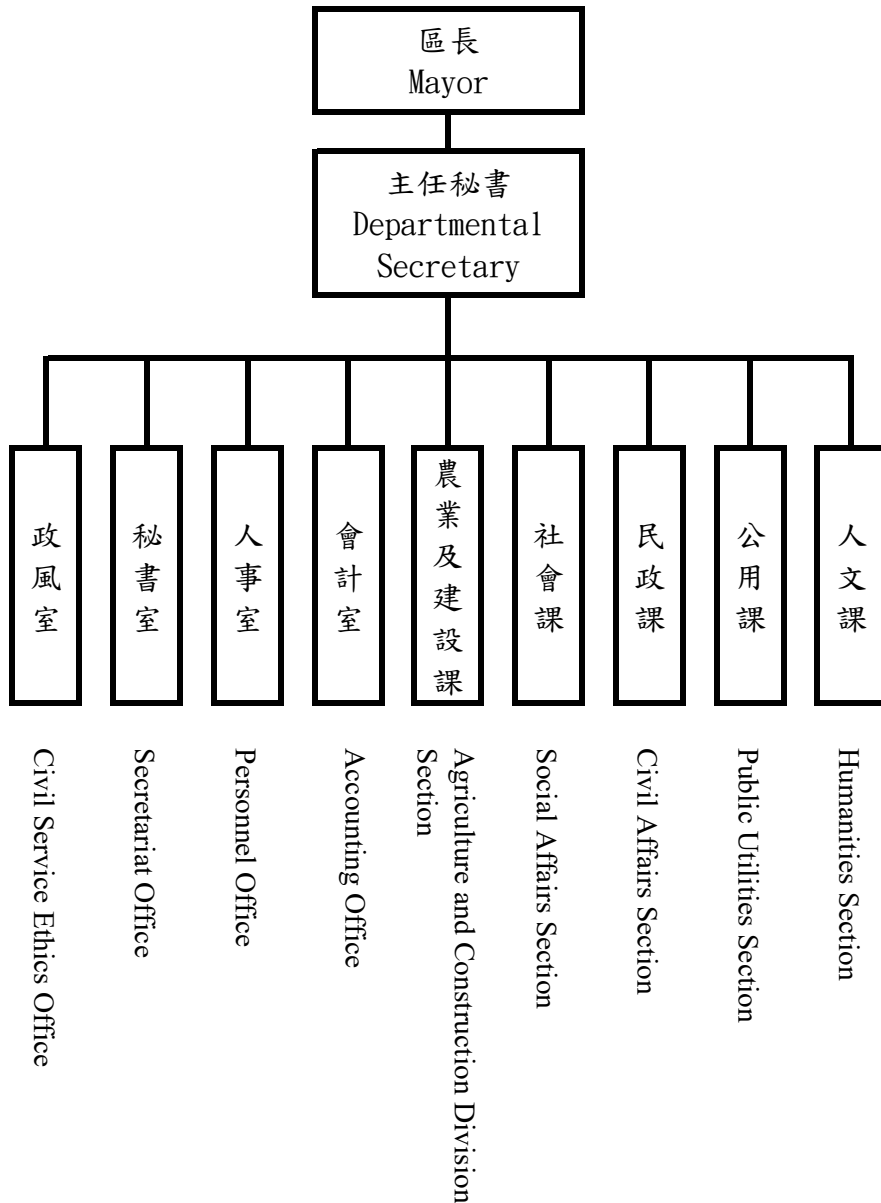 區長
Mayor
主任秘書
Departmental
Secretary
政風室
秘書室
人事室
會計室
農業及建設課
社會課
民政課
公用課
人文課
Civil Service Ethics Office
Secretariat Office
Personnel Office
Accounting Office
Agriculture and Construction Division
Section
Social Affairs Section
Civil Affairs Section
Public Utilities Section
Humanities Section